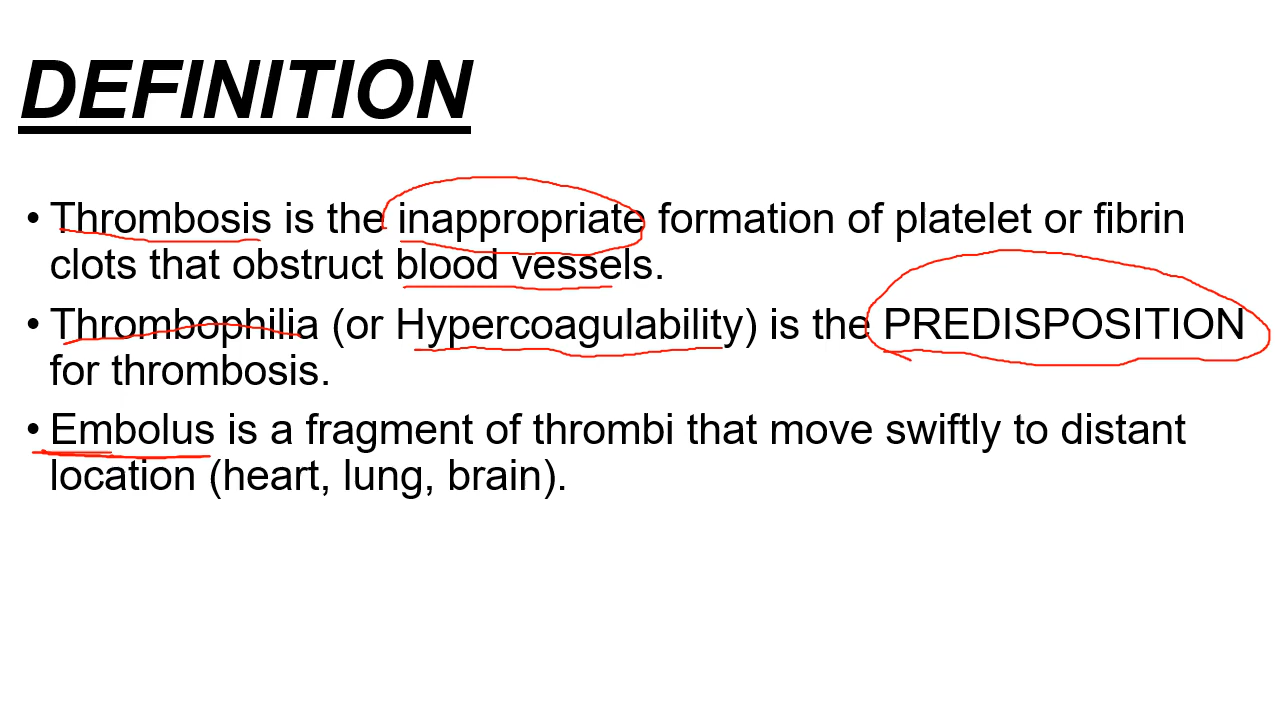 DEFINITION
• Thrombosis is the inappropriate formation of platelet or fibrin
clots that obstruct blood vessels.
• Thrombophilia (or Hypercoagulability) is the PREDISPOSITION
for thrombosis.
• Embolus is a fragment of thrombi that move swiftly to distant
location (heart, lung, brain).